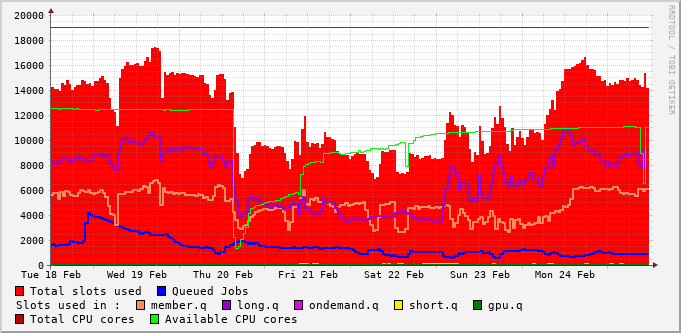 20000
18000
16000
14000
12000
10000
8000
6000
4000
2000
0
Tue 18 Feb Wed 19 Feb Thu 20 Feb Fri 21 Feb Sat 22 Feb Sun 23 Feb Mon 24 Feb
Total slots used Queued Jobs
Slots used in : member.q long.q ondemand.q short.q gpu.q
Total CPU cores Available CPU cores
RRDTOOL / TOBI OETIKER